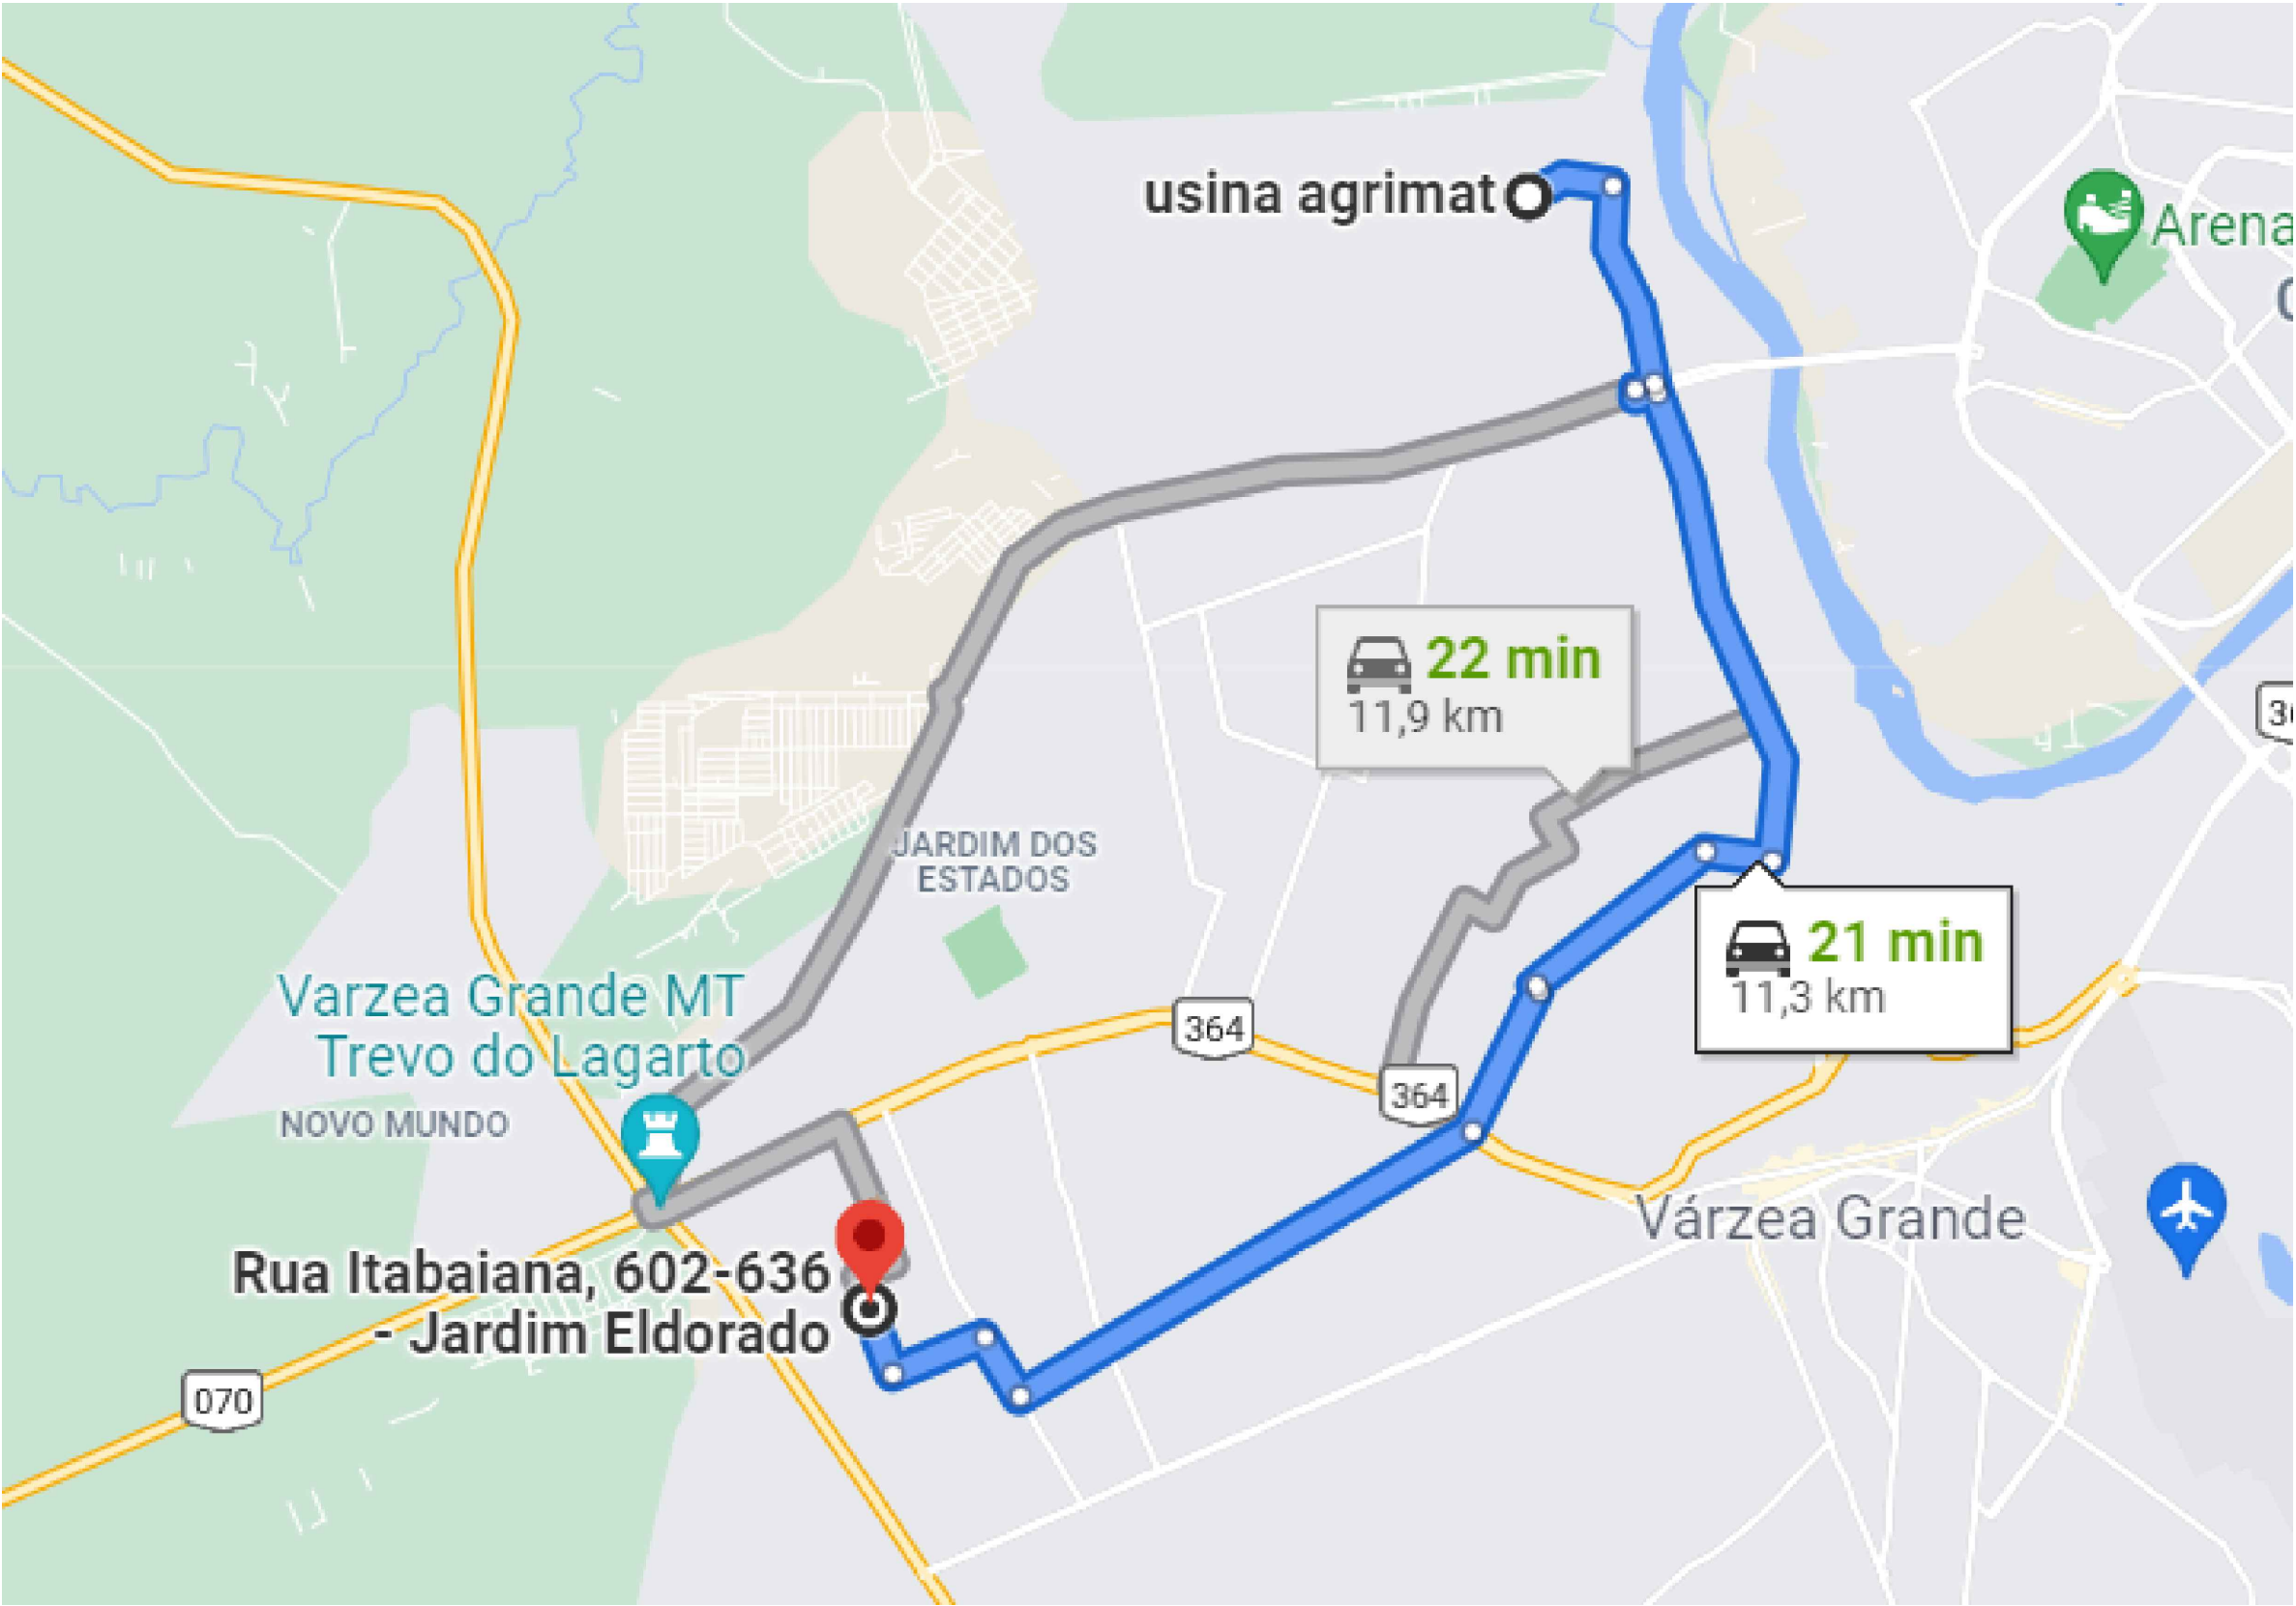 usina agrimat
Arena
22 min
11,9 km
JARDIM DOS
ESTADOS
21 min
11,3 km
Varzea Grande MT
Trevo do Lagarto
364
364
NOVO MUNDO
Várzea Grande
Rua Itabaiana, 602-636
- Jardim Eldorado
070